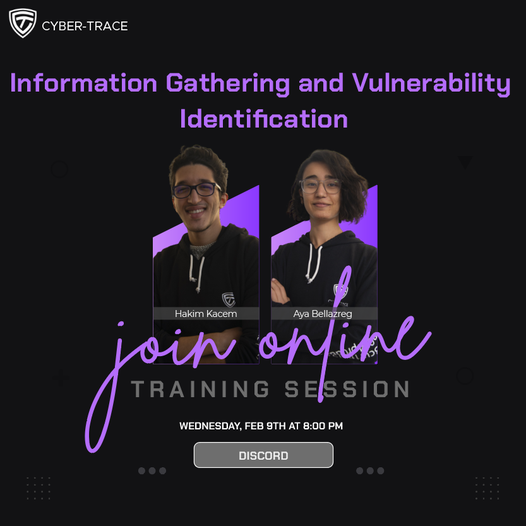 CYBER-TRACE
Information Gathering and Vulnerability
Identification
Hakim Kacem
Aya Bellazreg
join online
TRAINING SESSION
WEDNESDAY, FEB 9TH AT 8:00 PM
DISCORD